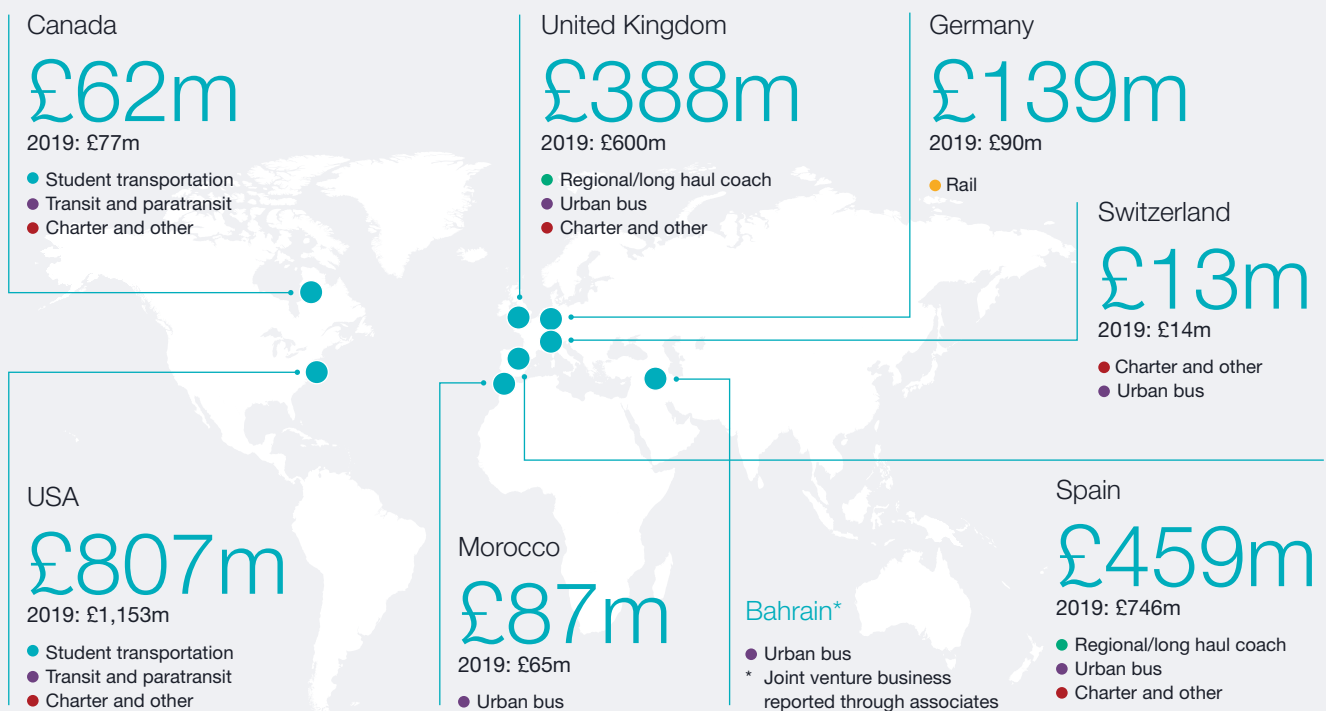 Canada
£62m
2019: £77m
Student transportation
Transit and paratransit
Charter and other
United Kingdom
£388m
2019: £600m
Regional/long haul coach
Urban bus
Charter and other
Germany
£139m
2019: £90m
Rail
Switzerland
£13m
2019: £14m
Charter and other
Urban bus
USA
£807m
2019: £1,153m
Student transportation
Transit and paratransit
Charter and other
Morocco
£87m
2019: £65m
Urban bus
Bahrain*
Urban bus
* Joint venture business
reported through associates
Spain
£459m
2019: £746m
Regional/long haul coach
Urban bus
Charter and other